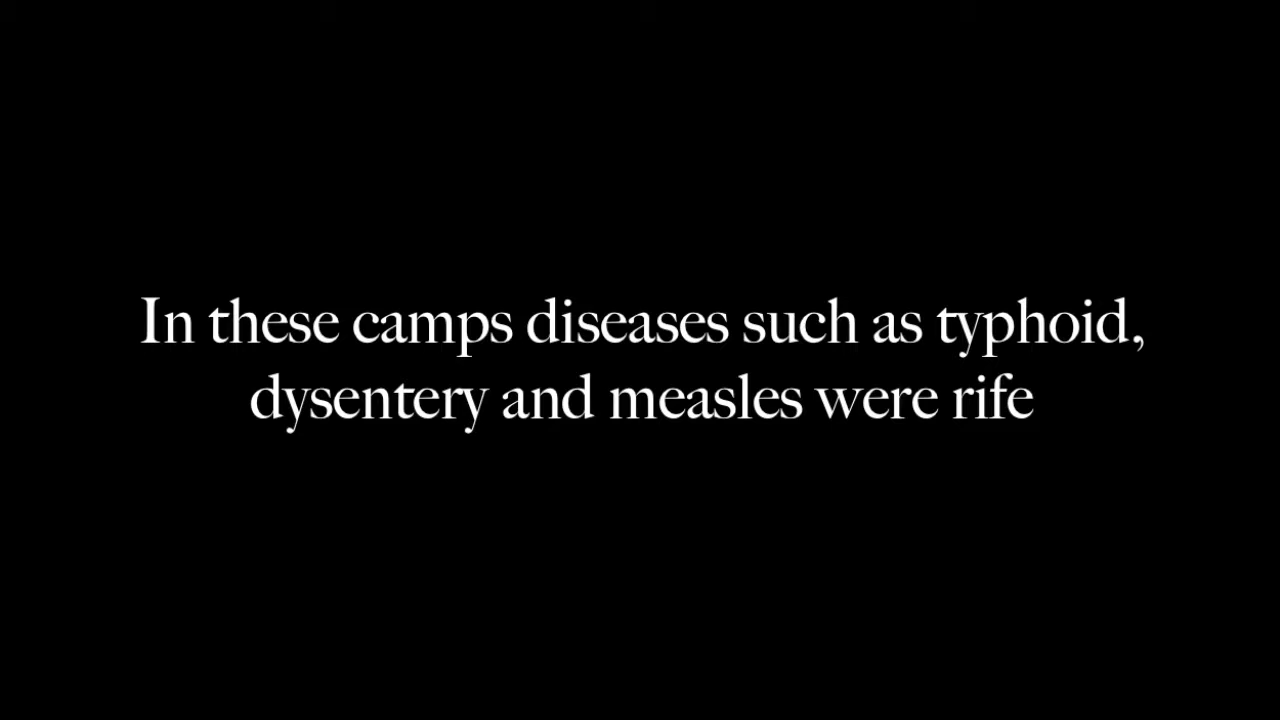 In these camps diseases such as typhoid,
dysentery and measles were rife